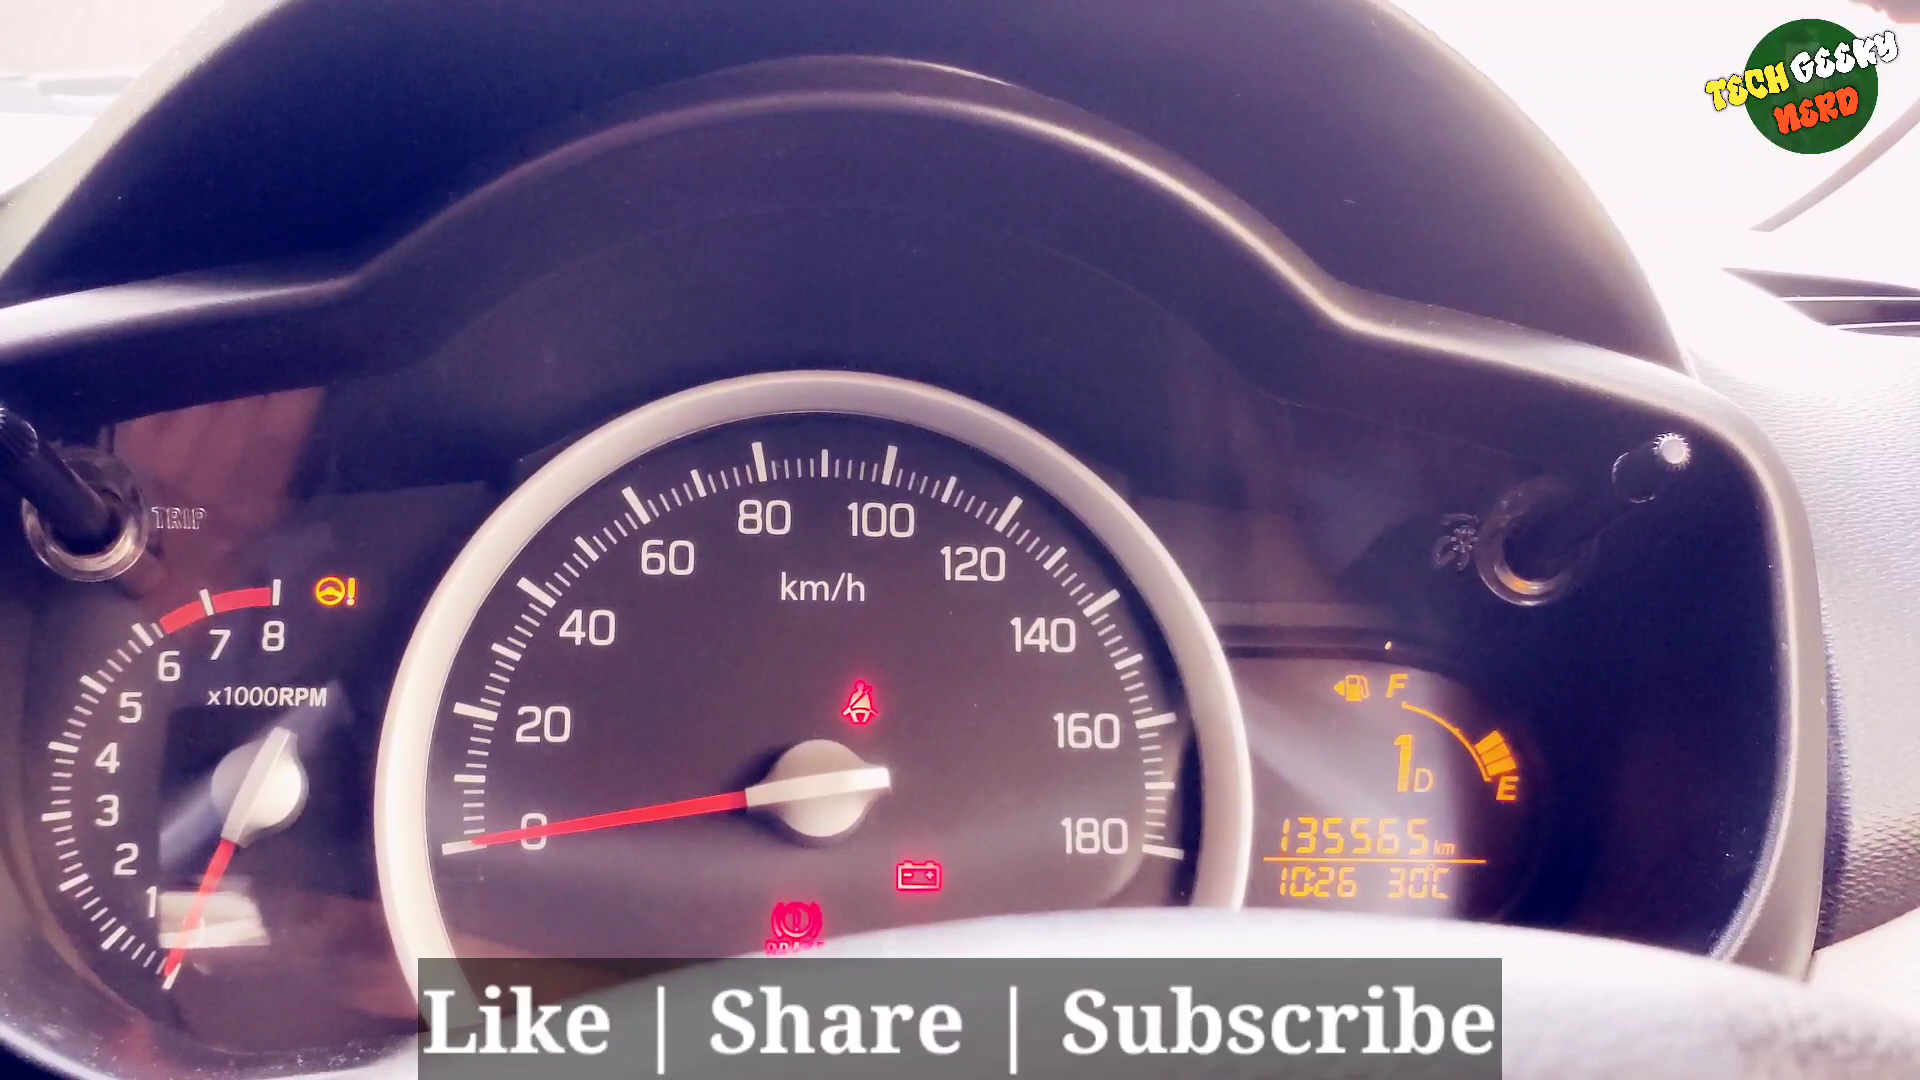 TECH GEEKY
NERD
TRIP
7 8
6
5
x1000RPM
4
3
2
1
80 100
60 120
km/h
40 140
20 160
0 180
F
1D
E
135565 km
10:26 30°C
Like | Share | Subscribe